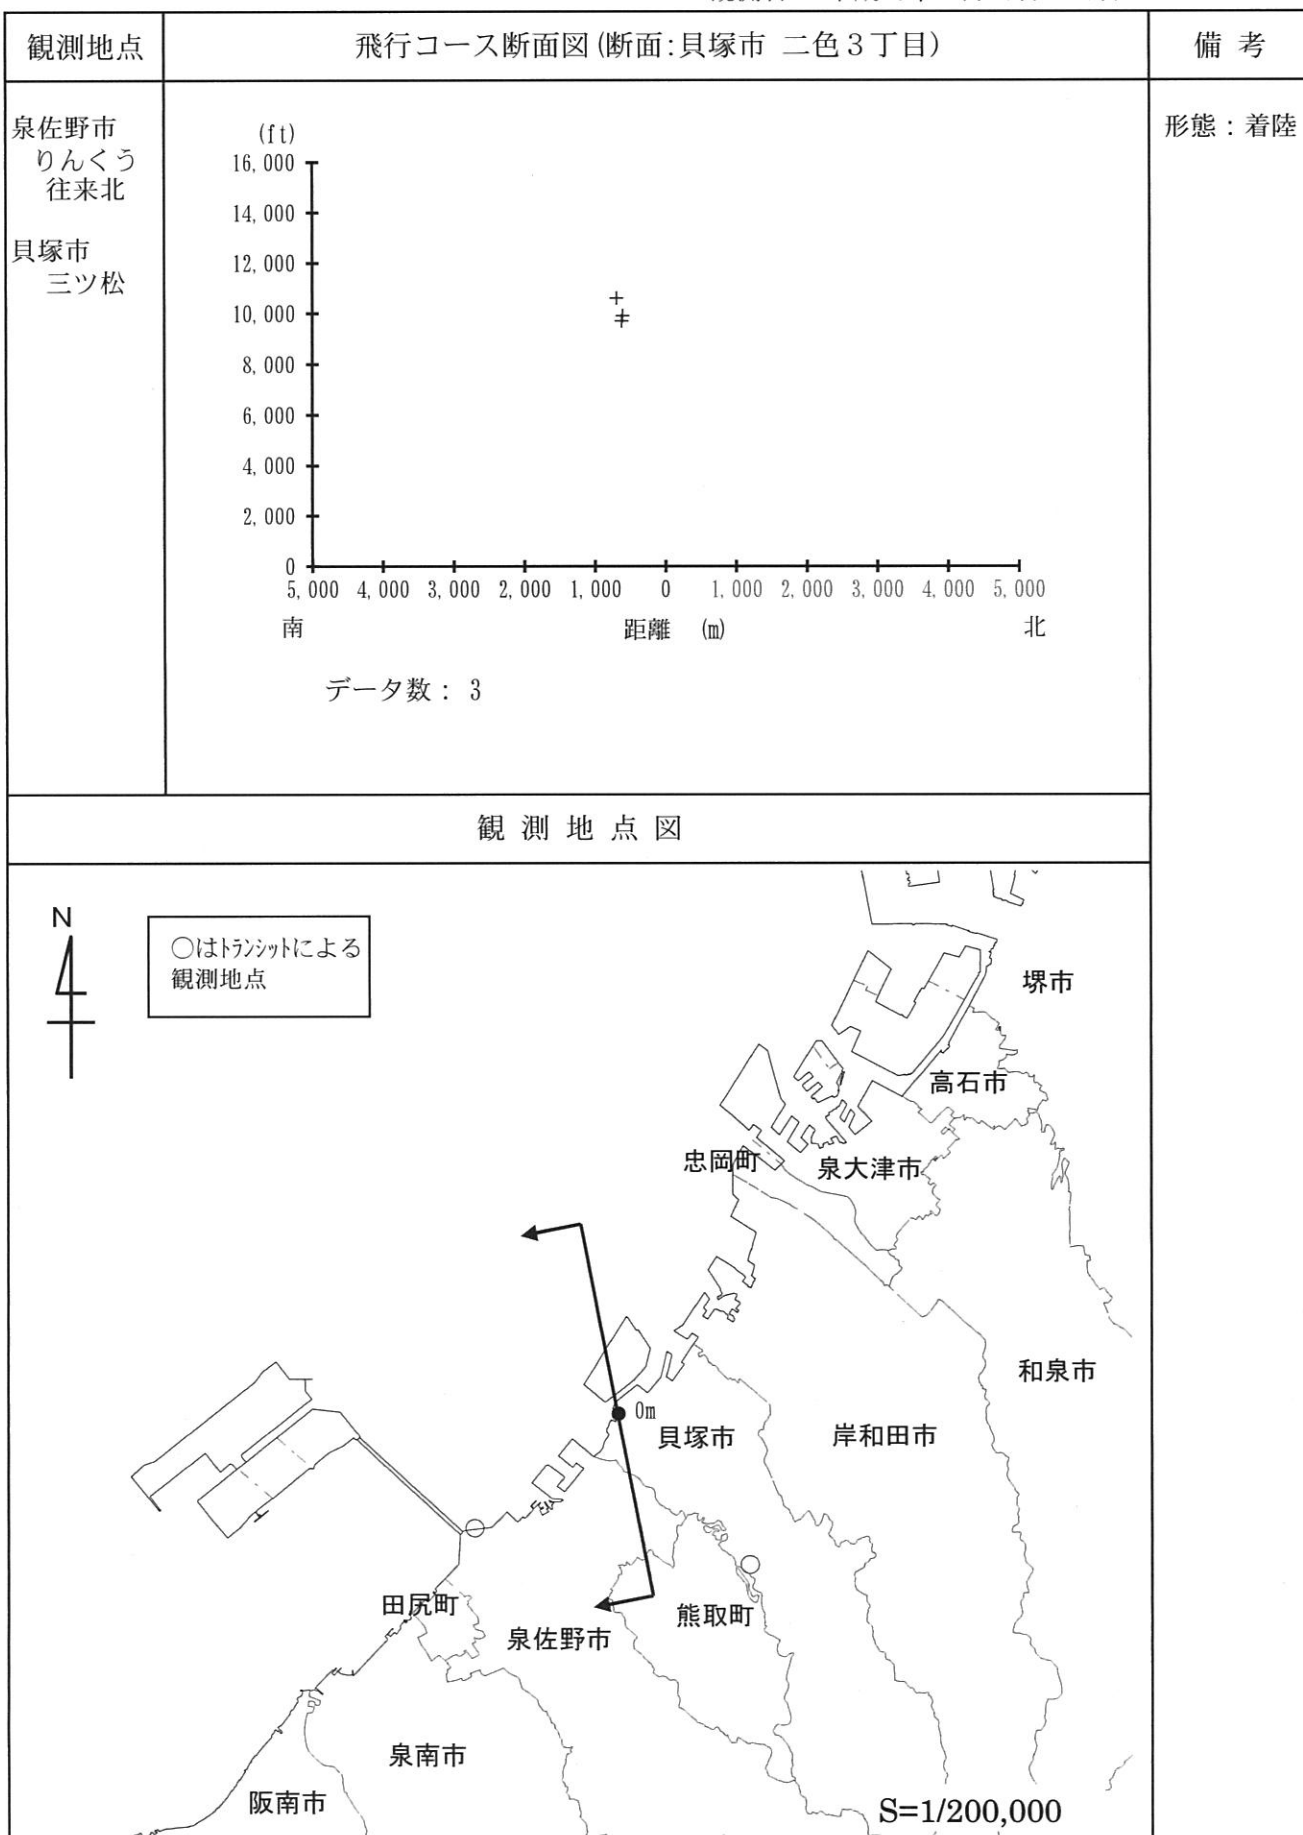 観測地点
飛行コース断面図(断面:貝塚市 二色3丁目)
備 考
泉佐野市
りんくう
往来北
貝塚市
三ツ松
形態：着陸
(ft)
16,000
14,000
12,000
10,000
8,000
6,000
4,000
2,000
0
5,000 4,000 3,000 2,000 1,000 0 1,000 2,000 3,000 4,000 5,000
南 距離 (m) 北
データ数： 3
観 測 地 点 図
N
○はトランシットによる
観測地点
堺市
高石市
忠岡町
泉大津市
和泉市
0m
貝塚市
岸和田市
田尻町
熊取町
泉佐野市
泉南市
阪南市
S=1/200,000